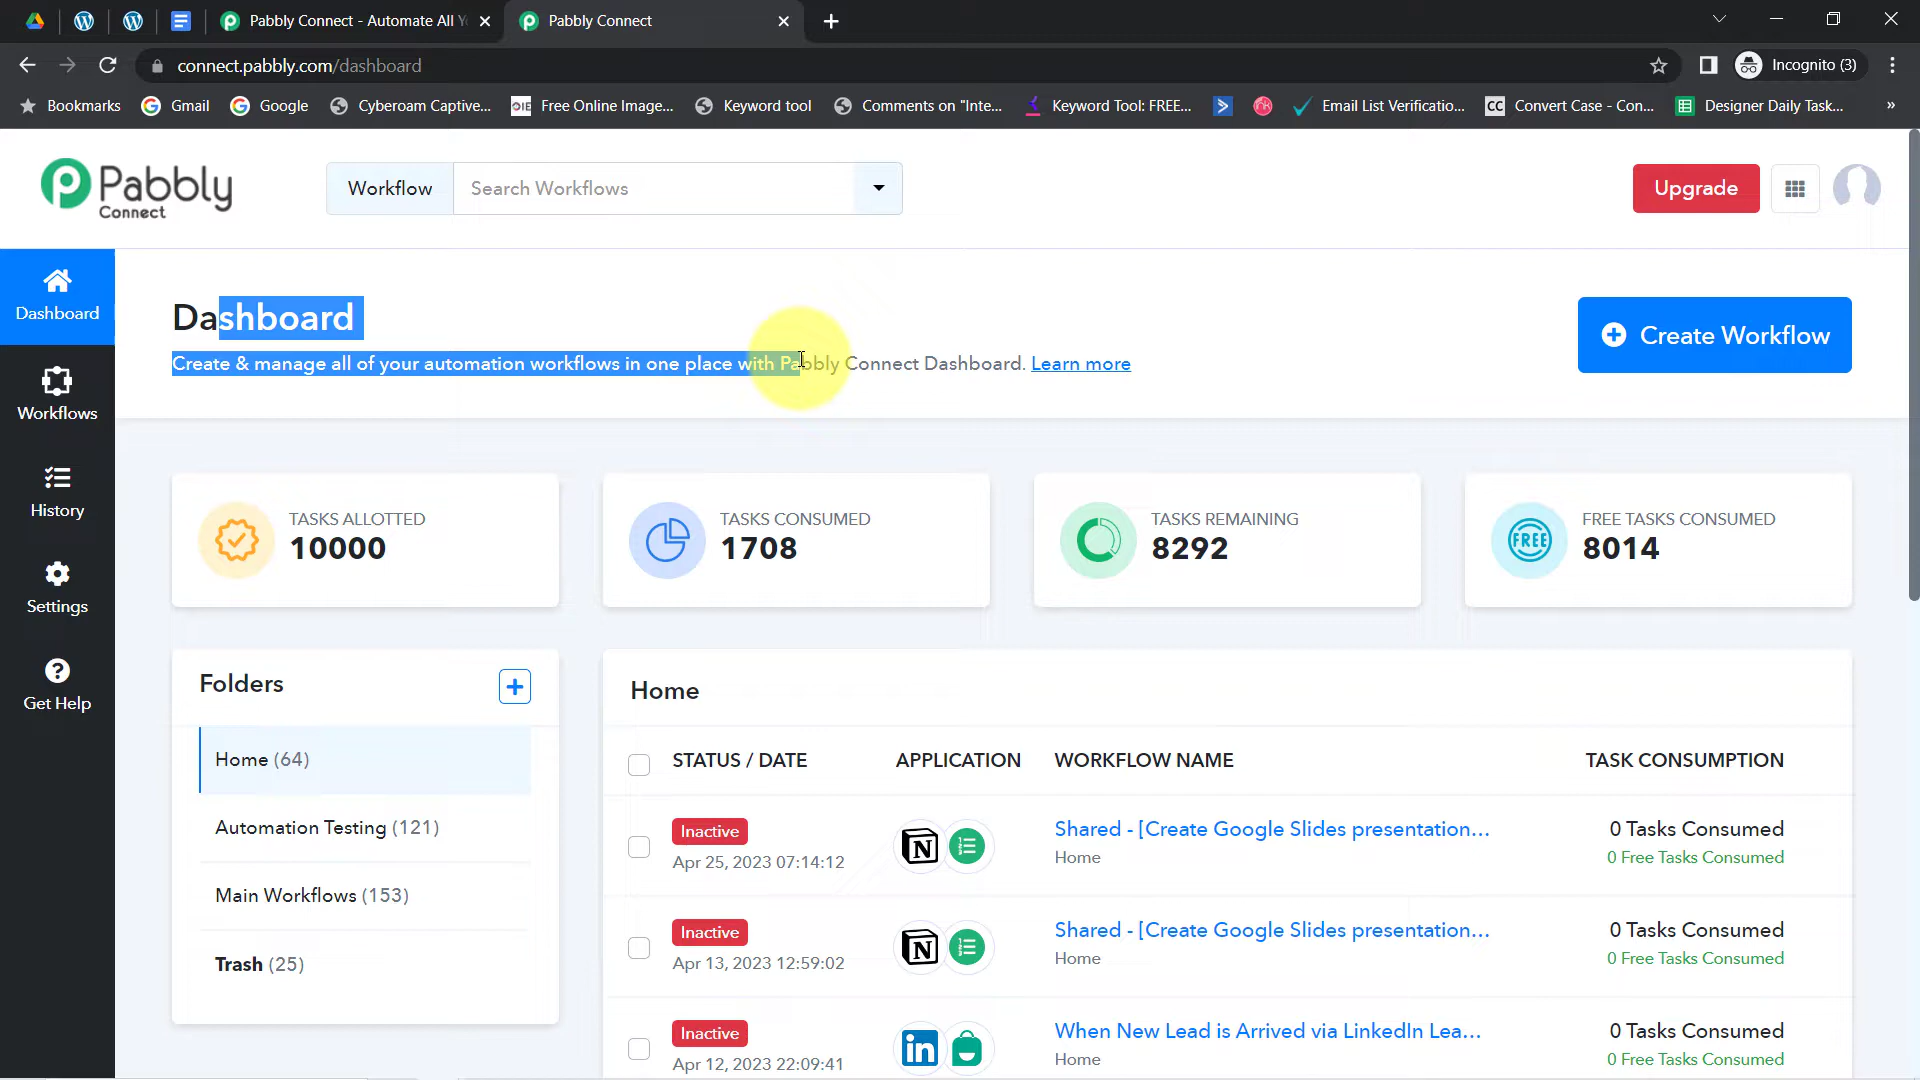 Pabbly Connect - Automate All Y
Pabbly Connect
connect.pabbly.com/dashboard
Incognito (3)
Bookmarks
Gmail
Google
Cyberoam Captive...
Free Online Image...
Keyword tool
Comments on "Inte...
Keyword Tool: FREE...
Email List Verificatio...
CC
Convert Case - Con...
Designer Daily Task...
»
Pabbly
Connect
Workflow
Search Workflows
Upgrade
Dashboard
Workflows
History
Settings
Get Help
Dashboard
Create & manage all of your automation workflows in one place with Pabbly Connect Dashboard. Learn more
Create Workflow
TASKS ALLOTTED
10000
TASKS CONSUMED
1708
TASKS REMAINING
8292
FREE
FREE TASKS CONSUMED
8014
Folders
Home (64)
Automation Testing (121)
Main Workflows (153)
Trash (25)
Home
STATUS / DATE APPLICATION WORKFLOW NAME TASK CONSUMPTION
Inactive
Apr 25, 2023 07:14:12
Shared - [Create Google Slides presentation...
Home
0 Tasks Consumed
0 Free Tasks Consumed
Inactive
Apr 13, 2023 12:59:02
Shared - [Create Google Slides presentation...
Home
0 Tasks Consumed
0 Free Tasks Consumed
Inactive
Apr 12, 2023 22:09:41
in
When New Lead is Arrived via LinkedIn Lea...
Home
0 Tasks Consumed
0 Free Tasks Consumed